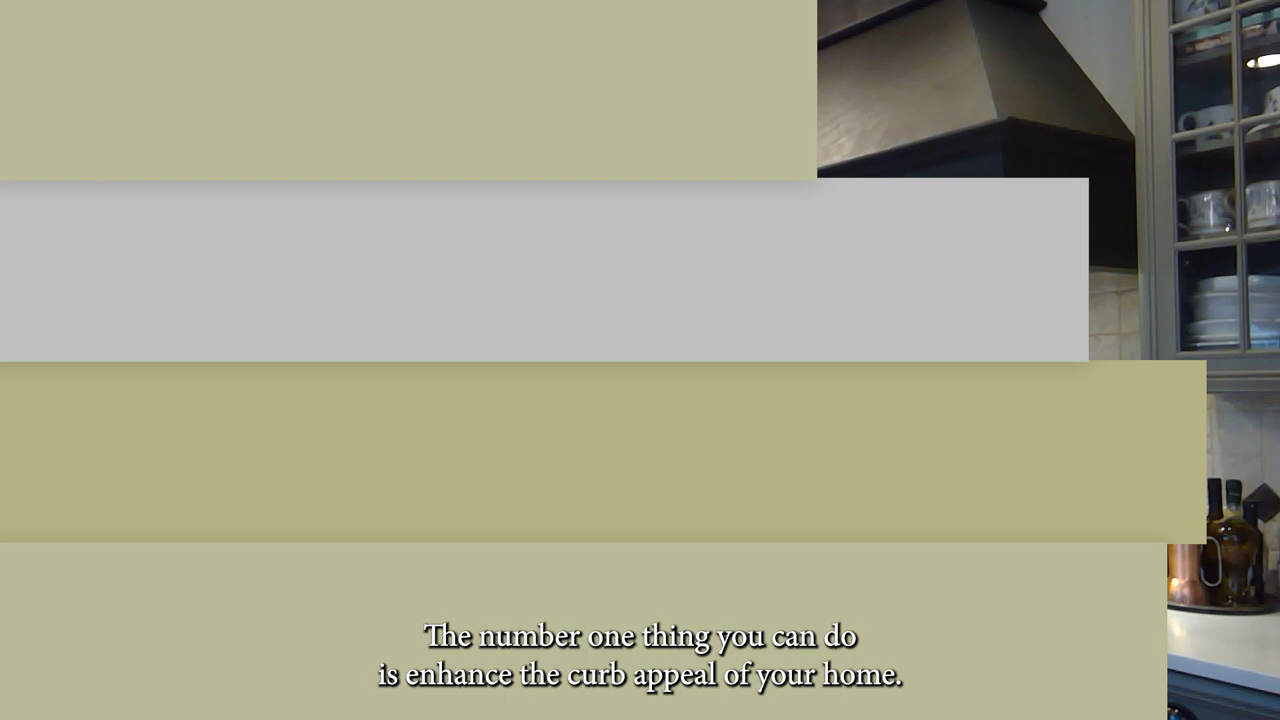 The number one thing you can do
is enhance the curb appeal of your home.